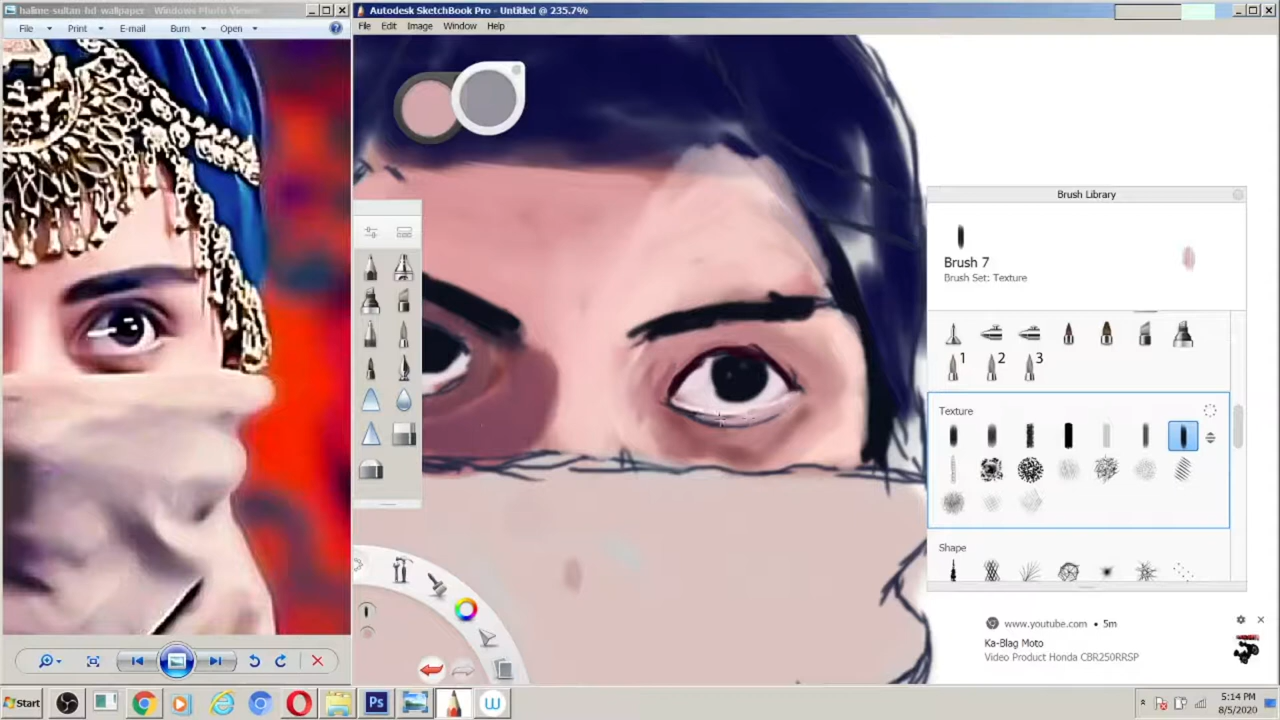 halime-sultan-hd-wallpaper - Windows Photo Viewer
File Print E-mail Burn Open
Autodesk SketchBook Pro - Untitled @ 235.7%
File Edit Image Window Help
Brush Library
Brush 7
Brush Set: Texture
1 2 3
Texture
Shape
www.youtube.com • 5m
Ka-Blag Moto
Video Product Honda CBR250RRSP
Start
Ps
W
5:14 PM
8/5/2020